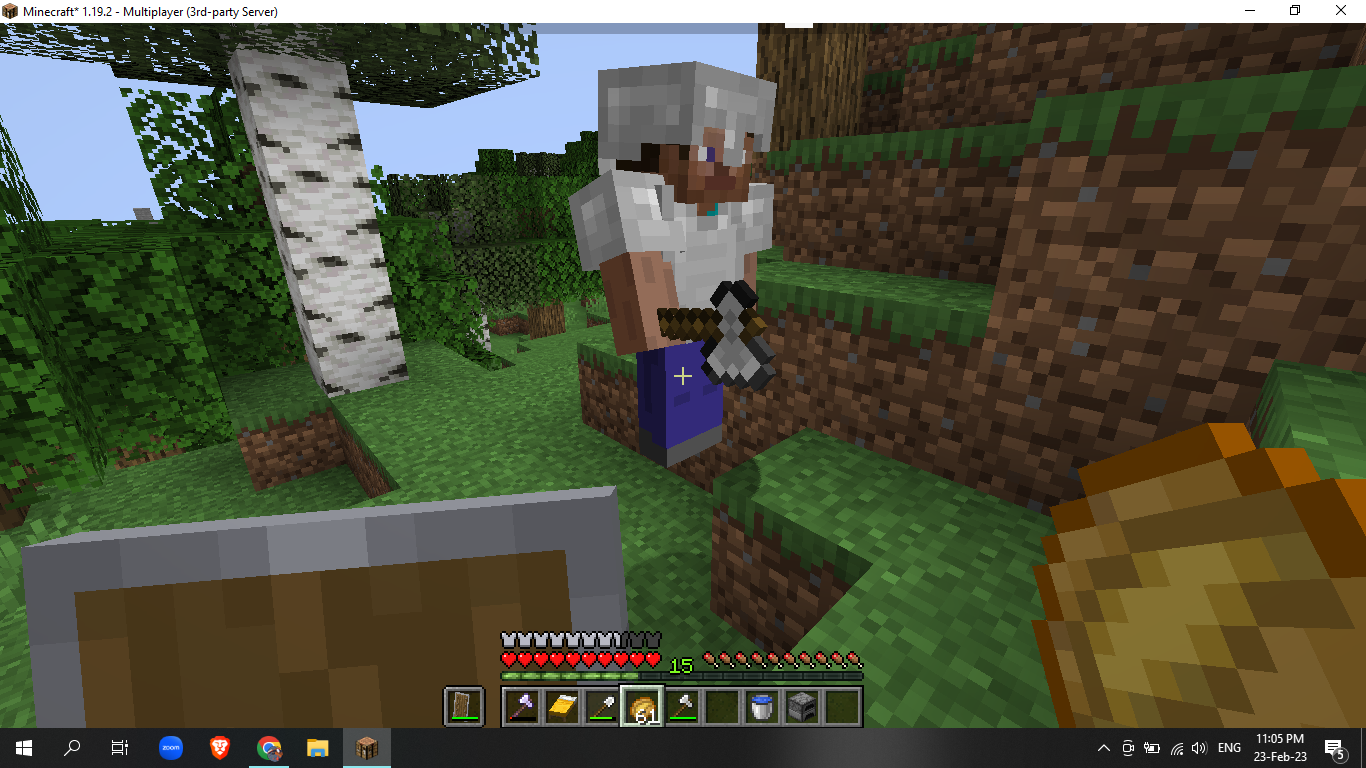 Minecraft* 1.19.2 - Multiplayer (3rd-party Server)
15
61
zoom
ENG
11:05 PM
23-Feb-23
5